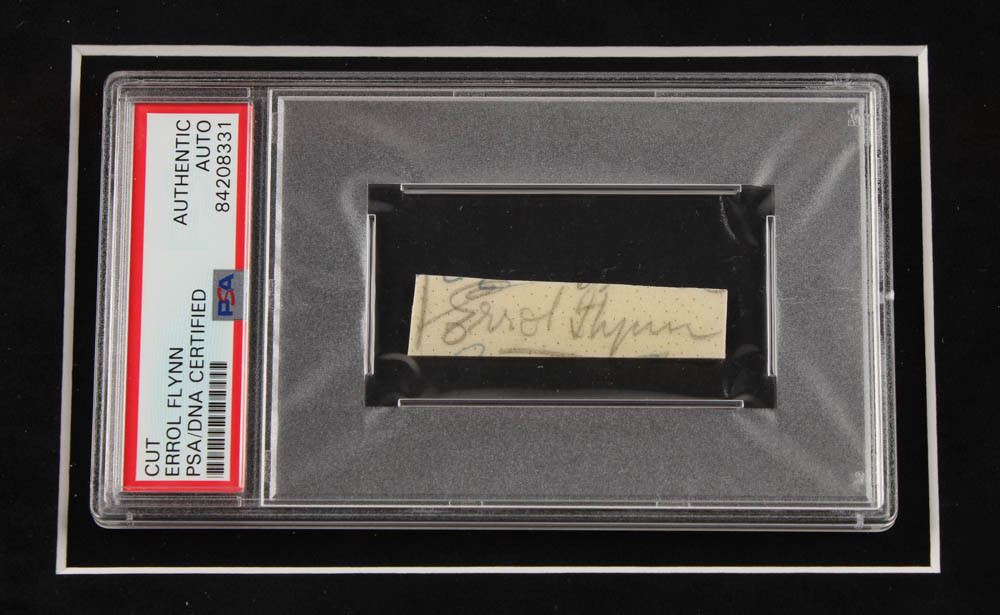 CUT
ERROL FLYNN
PSA/DNA CERTIFIED
AUTHENTIC
AUTO
84208331
PSA
Errol Flynn